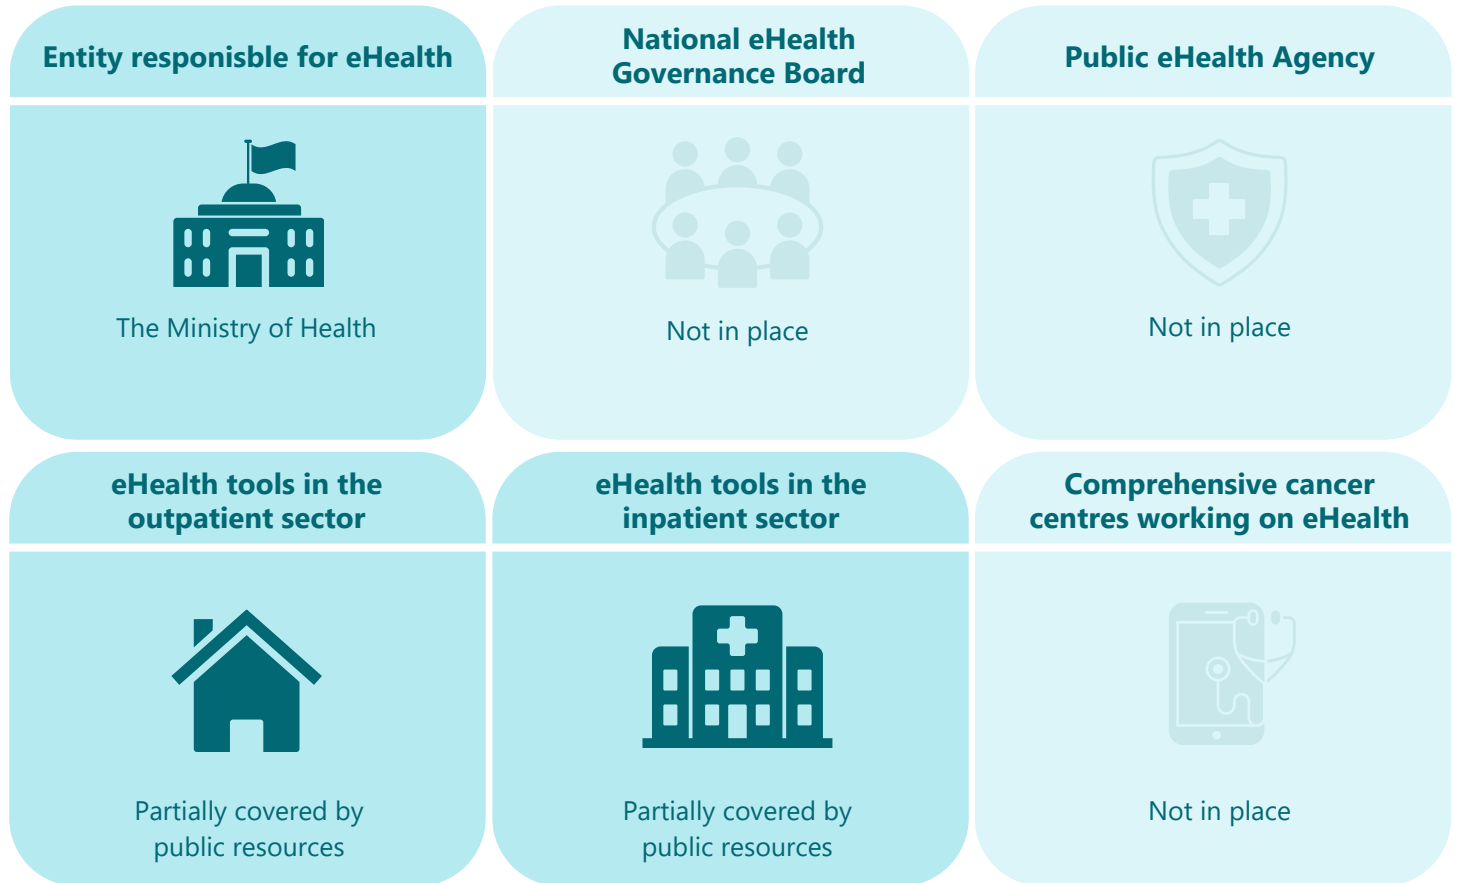 Entity responisble for eHealth
National eHealth
Governance Board
Public eHealth Agency
The Ministry of Health
Not in place
Not in place
eHealth tools in the
outpatient sector
eHealth tools in the
inpatient sector
Comprehensive cancer
centres working on eHealth
Partially covered by
public resources
Partially covered by
public resources
Not in place